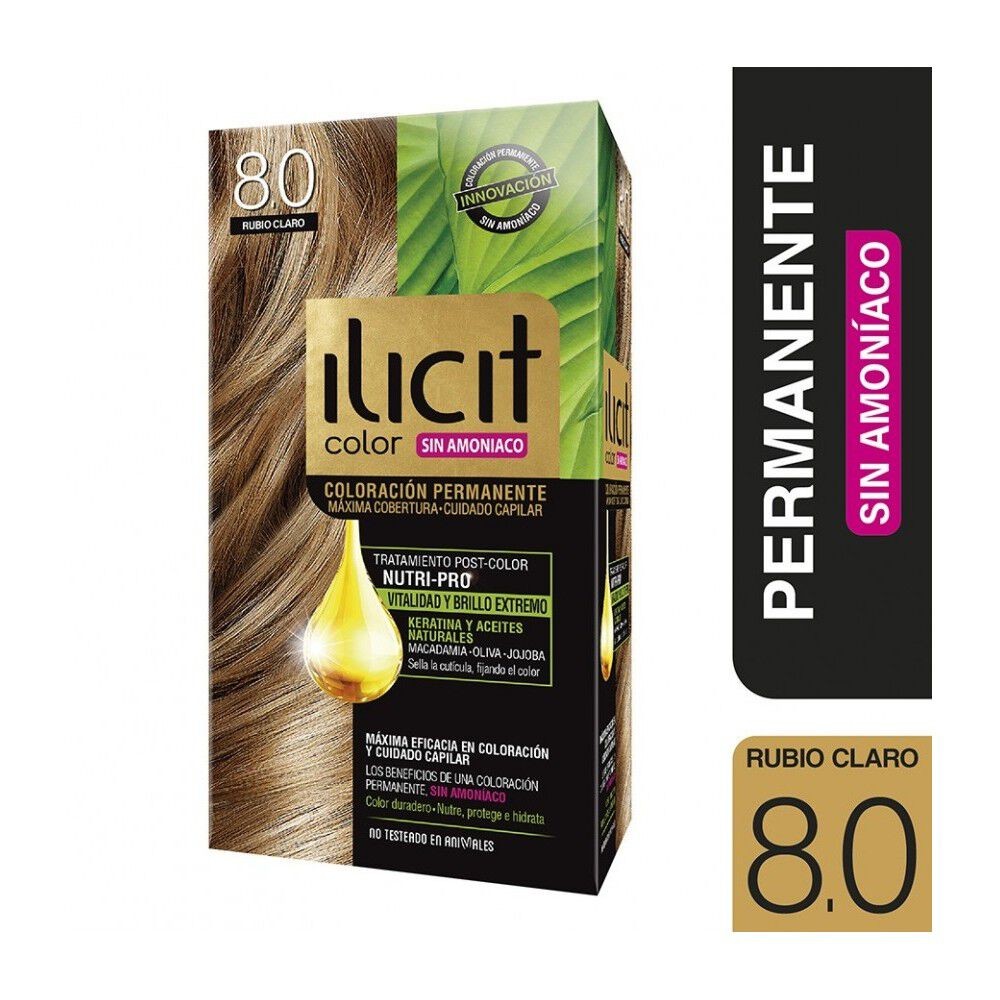 8.0
RUBIO CLARO
COLORACIÓN PERMANENTE
INNOVACIÓN
SIN AMONÍACO
ilicit
color SIN AMONIACO
COLORACIÓN PERMANENTE
MÁXIMA COBERTURA • CUIDADO CAPILAR
TRATAMIENTO POST-COLOR
NUTRI-PRO
VITALIDAD Y BRILLO EXTREMO
KERATINA Y ACEITES
NATURALES
MACADAMIA - OLIVA - JOJOBA
Sella la cutícula, fijando el color
MÁXIMA EFICACIA EN COLORACIÓN
Y CUIDADO CAPILAR
LOS BENEFICIOS DE UNA COLORACIÓN
PERMANENTE, SIN AMONÍACO
Color duradero • Nutre, protege e hidrata
NO TESTEADO EN ANIMALES
ilicit
color
PERMANENTE
SIN AMONÍACO
RUBIO CLARO
8.0